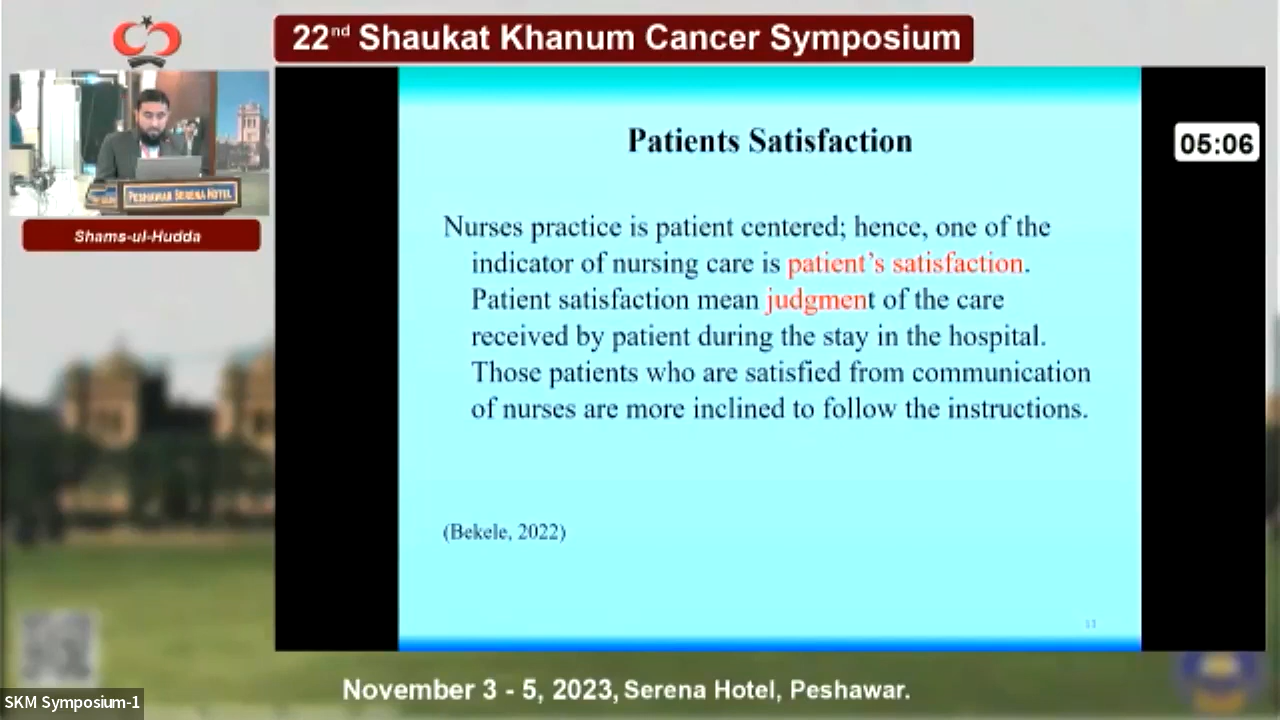 22nd Shaukat Khanum Cancer Symposium
05:06
PESHAWAR SERENA HOTEL
Shams-ul-Hudda
Patients Satisfaction
Nurses practice is patient centered; hence, one of the
indicator of nursing care is patient’s satisfaction.
Patient satisfaction mean judgment of the care
received by patient during the stay in the hospital.
Those patients who are satisfied from communication
of nurses are more inclined to follow the instructions.
(Bekele, 2022)
November 3 - 5, 2023, Serena Hotel, Peshawar.
SKM Symposium-1